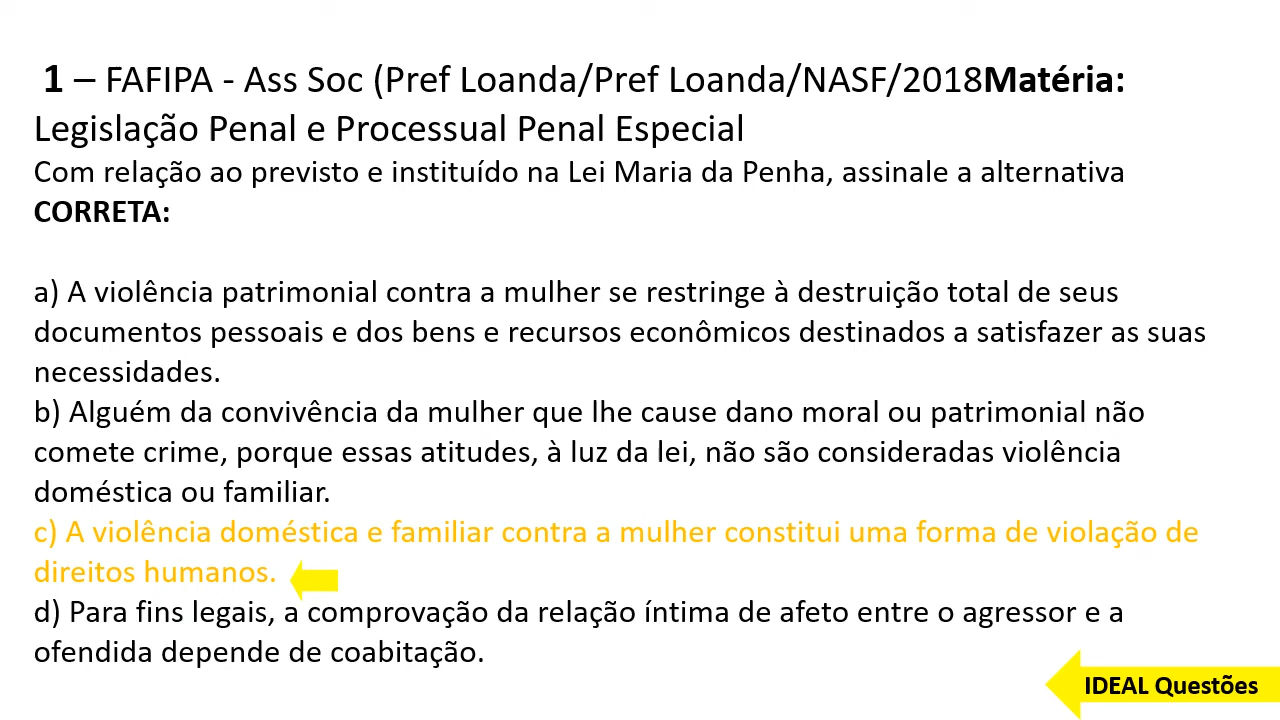 1 – FAFIPA - Ass Soc (Pref Loanda/Pref Loanda/NASF/2018Matéria:
Legislação Penal e Processual Penal Especial
Com relação ao previsto e instituído na Lei Maria da Penha, assinale a alternativa
CORRETA:
a) A violência patrimonial contra a mulher se restringe à destruição total de seus
documentos pessoais e dos bens e recursos econômicos destinados a satisfazer as suas
necessidades.
b) Alguém da convivência da mulher que lhe cause dano moral ou patrimonial não
comete crime, porque essas atitudes, à luz da lei, não são consideradas violência
doméstica ou familiar.
c) A violência doméstica e familiar contra a mulher constitui uma forma de violação de
direitos humanos.
d) Para fins legais, a comprovação da relação íntima de afeto entre o agressor e a
ofendida depende de coabitação.
IDEAL Questões